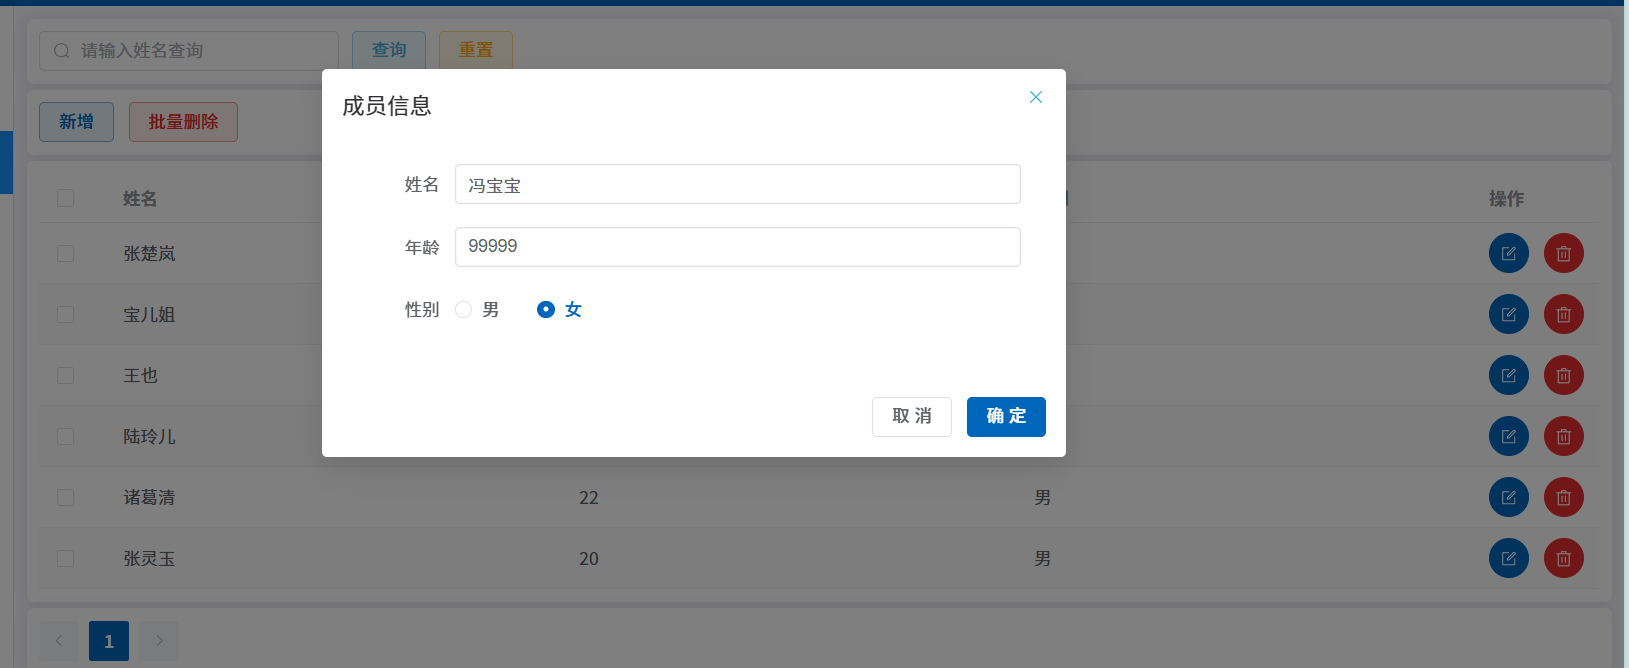 请输入姓名查询 查询 重置
成员信息
新增 批量删除
姓名 冯宝宝
姓名 操作
年龄 99999
张楚岚
性别 男 女
宝儿姐
王也
取消 确定
陆玲儿
诸葛清 22 男
张灵玉 20 男
1